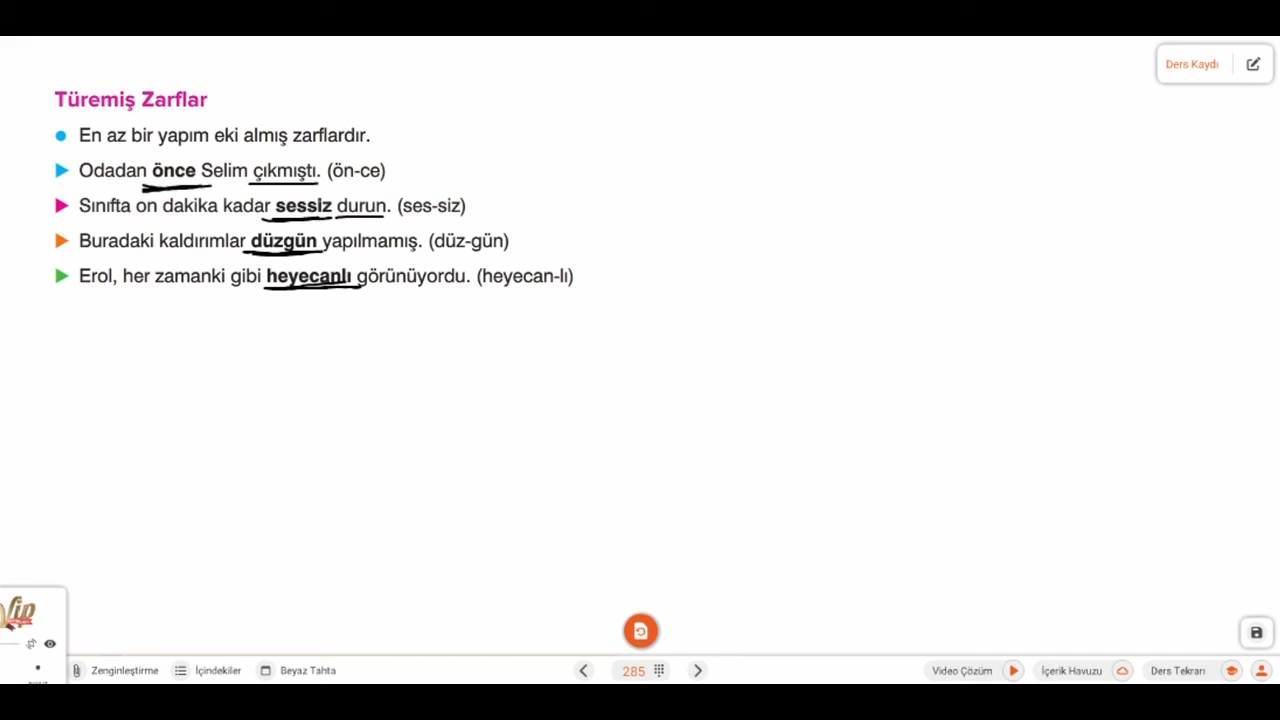 Ders Kaydı
Türemiş Zarflar
En az bir yapım eki almış zarflardır.
Odadan önce Selim çıkmıştı. (ön-ce)
Sınıfta on dakika kadar sessiz durun. (ses-siz)
Buradaki kaldırımlar düzgün yapılmamış. (düz-gün)
Erol, her zamanki gibi heyecanlı görünüyordu. (heyecan-lı)
Zenginleştirme İçindekiler Beyaz Tahta 285 Video Çözüm İçerik Havuzu Ders Tekrarı